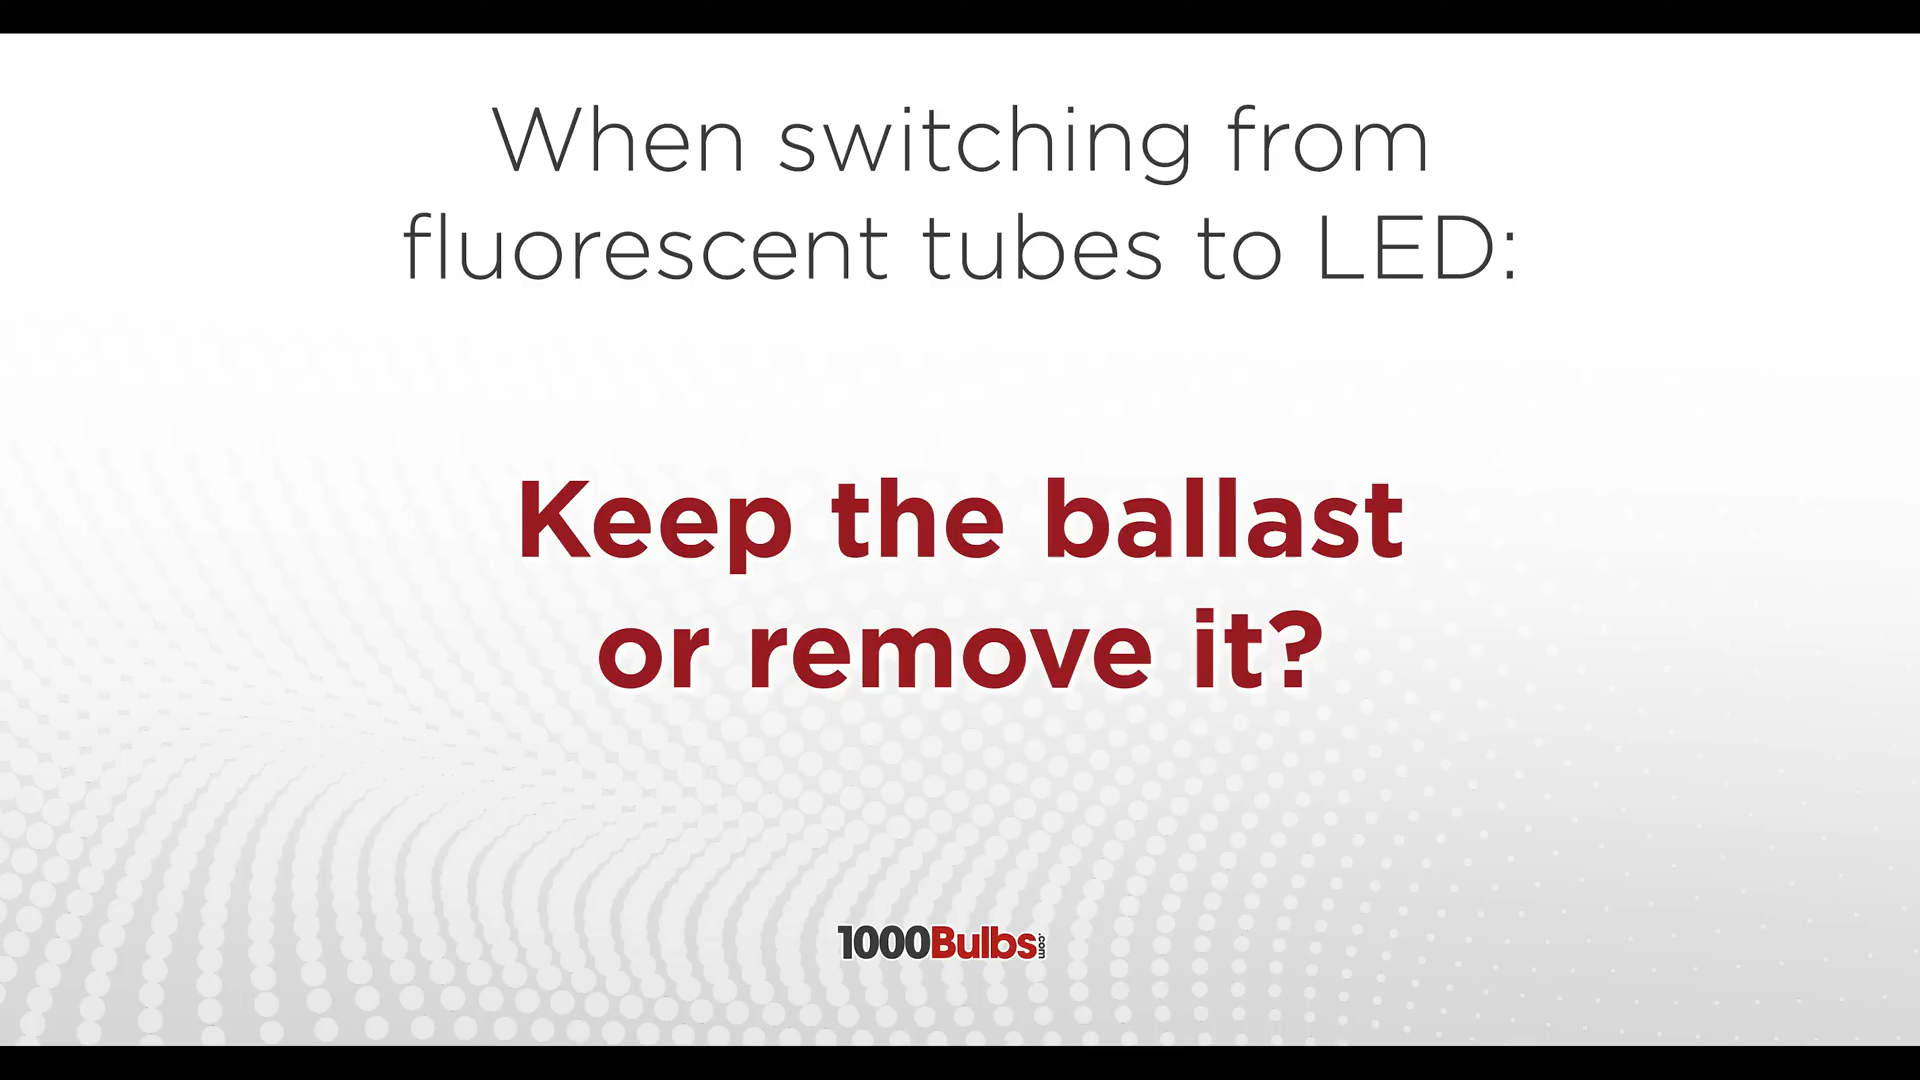 When switching from
fluorescent tubes to LED:
Keep the ballast
or remove it?
1000Bulbs.com